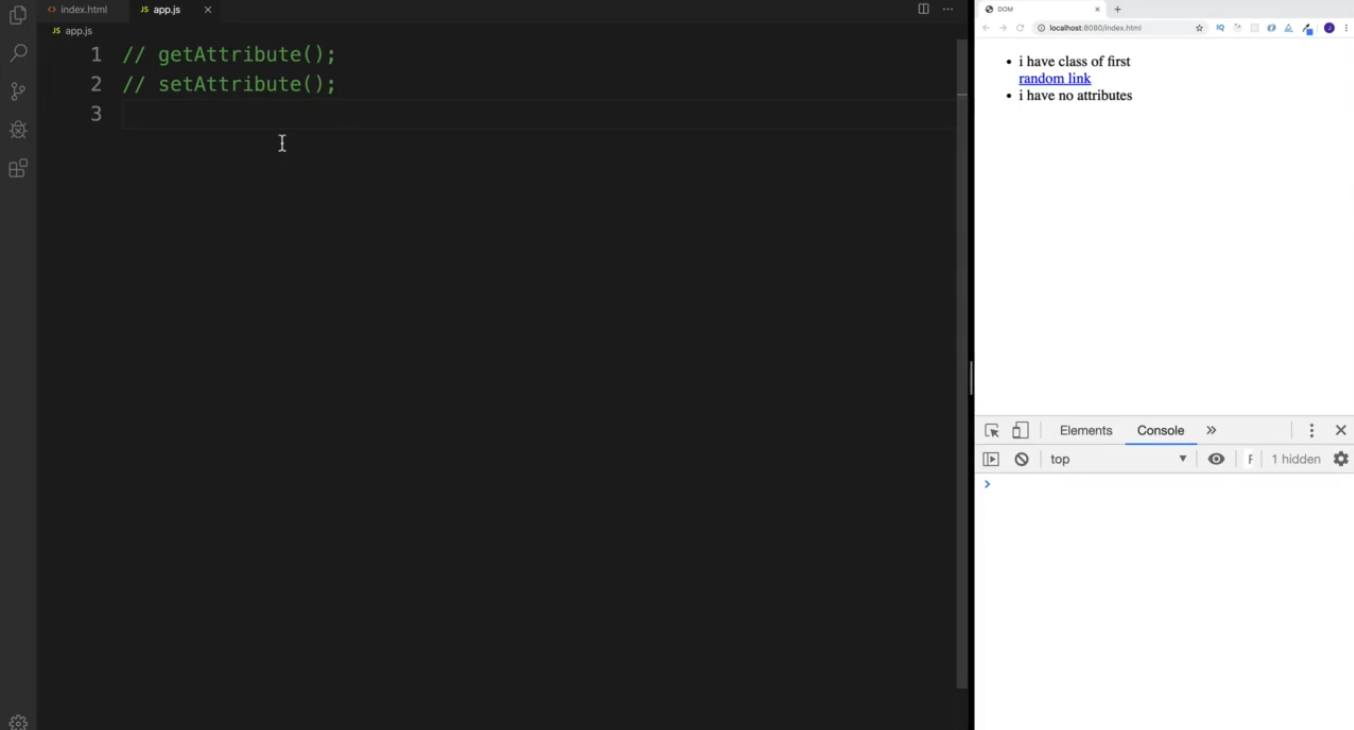 index.html
JS app.js
JS app.js
1 // getAttribute();
2 // setAttribute();
3
DOM
localhost:8080/index.html
IQ
J
• i have class of first
random link
• i have no attributes
Elements Console
top 1 hidden